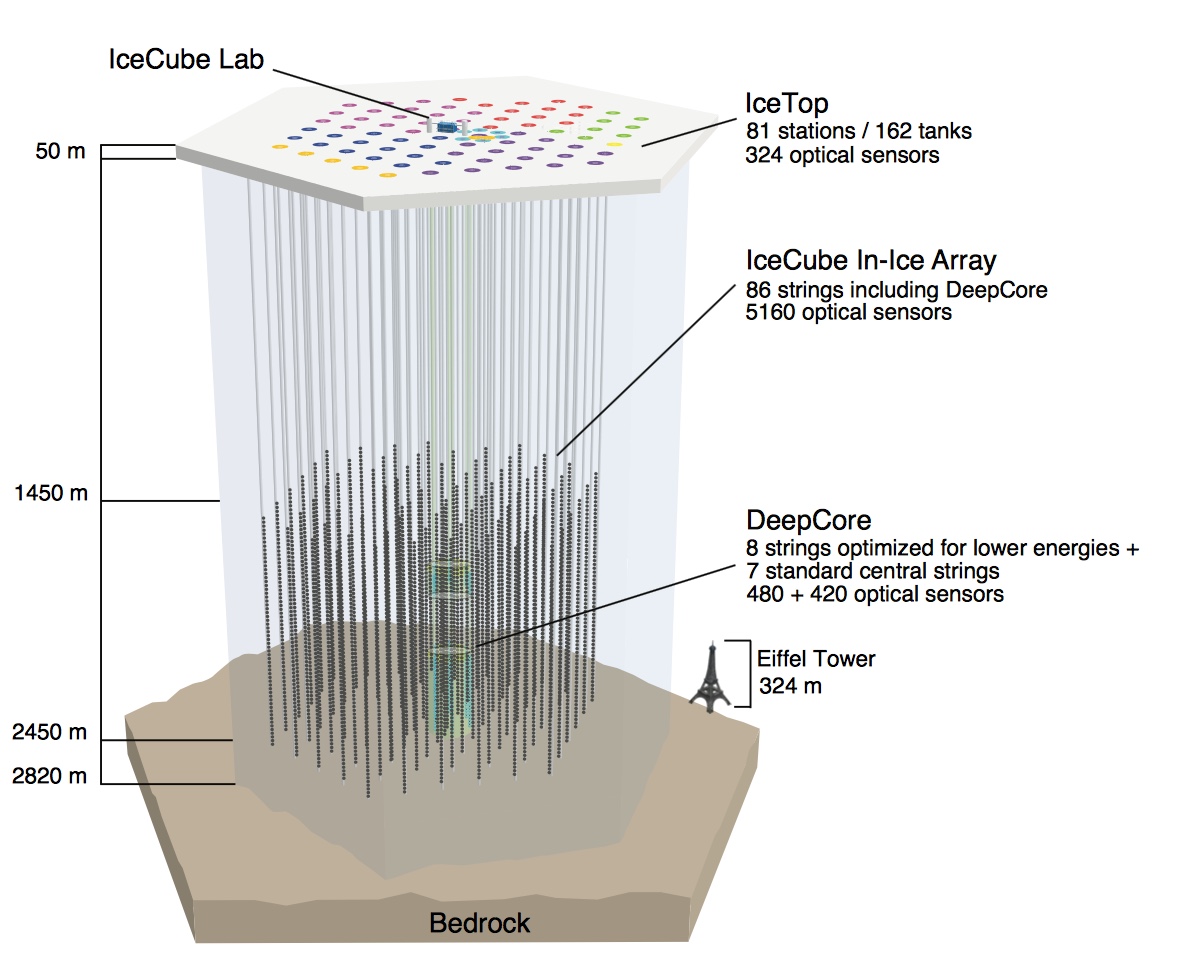 IceCube Lab
IceTop
81 stations / 162 tanks
324 optical sensors
50 m
IceCube In-Ice Array
86 strings including DeepCore
5160 optical sensors
1450 m
DeepCore
8 strings optimized for lower energies +
7 standard central strings
480 + 420 optical sensors
Eiffel Tower
324 m
2450 m
2820 m
Bedrock